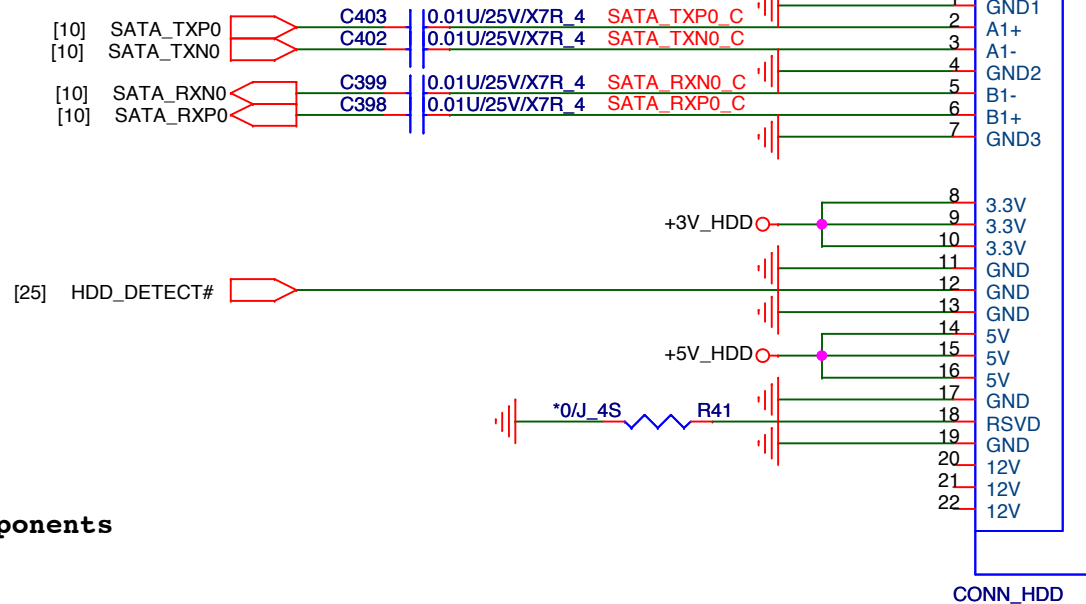 [10] SATA_TXP0 C403 0.01U/25V/X7R_4 SATA_TXP0_C 2 A1+
[10] SATA_TXN0 C402 0.01U/25V/X7R_4 SATA_TXN0_C 3 A1-
GND1
4 GND2
[10] SATA_RXN0 C399 0.01U/25V/X7R_4 SATA_RXN0_C 5 B1-
[10] SATA_RXP0 C398 0.01U/25V/X7R_4 SATA_RXP0_C 6 B1+
7 GND3
8 3.3V
+3V_HDD 9 3.3V
10 3.3V
11 GND
[25] HDD_DETECT# 12 GND
13 GND
14 5V
+5V_HDD 15 5V
16 5V
17 GND
*0/J_4S R41 18 RSVD
19 GND
20 12V
21 12V
22 12V
ponents
CONN_HDD